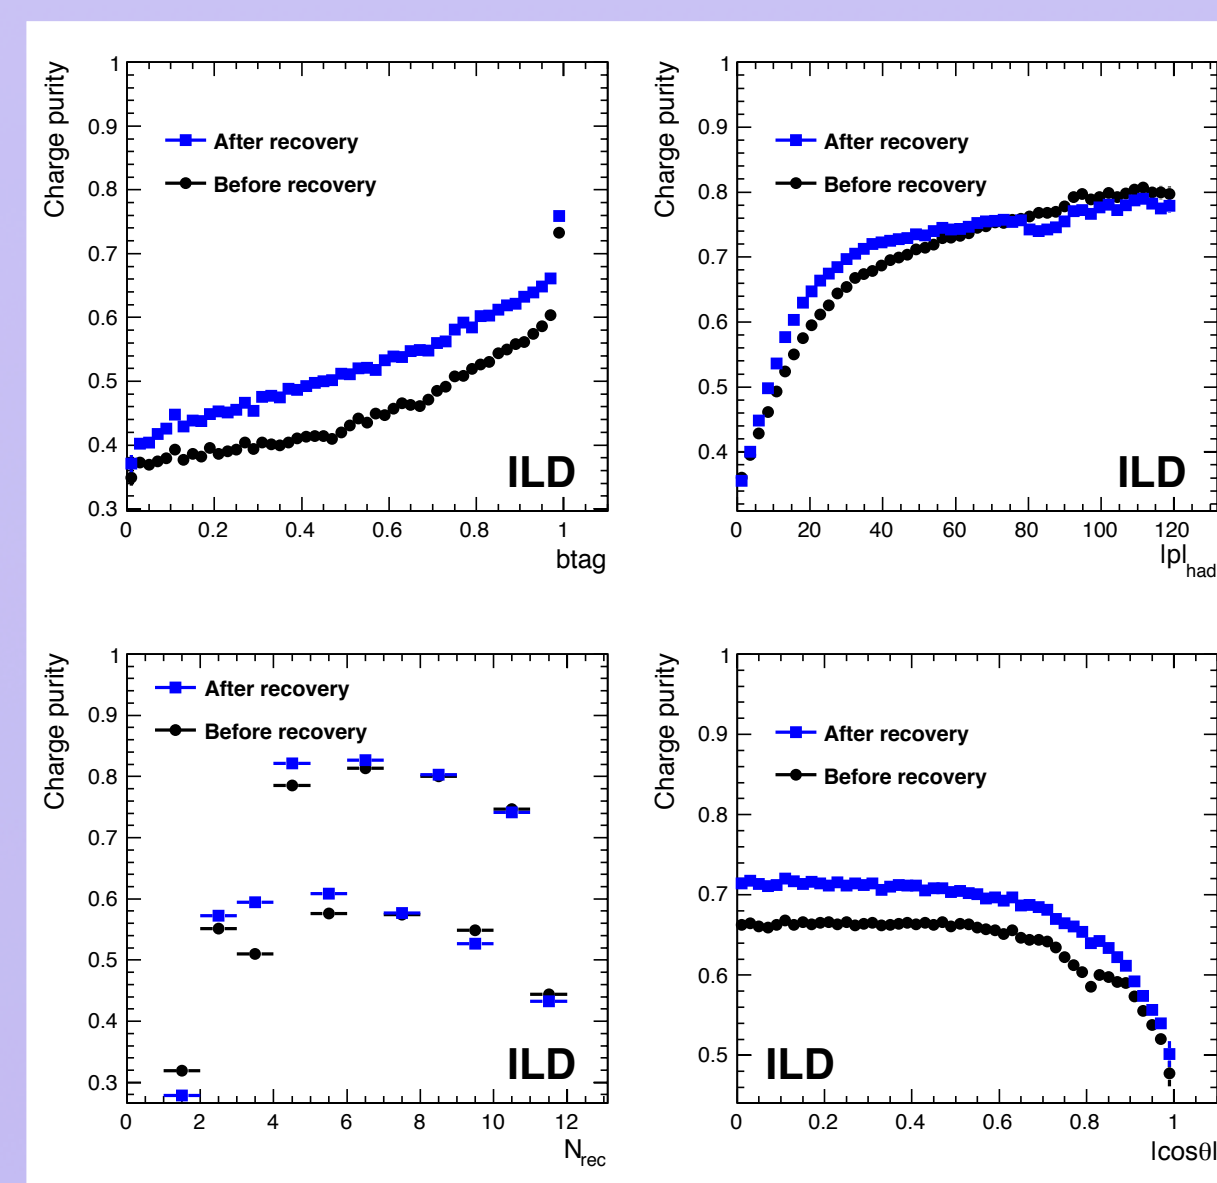 Charge purity
1
0.9
0.8
0.7
0.6
0.5
0.4
0.3
After recovery
Before recovery
ILD
0 0.2 0.4 0.6 0.8 1
btag
Charge purity
1
0.9
0.8
0.7
0.6
0.5
0.4
After recovery
Before recovery
ILD
0 20 40 60 80 100 120
|p|had
Charge purity
1
0.9
0.8
0.7
0.6
0.5
0.4
0.3
After recovery
Before recovery
ILD
0 2 4 6 8 10 12
Nrec
Charge purity
1
0.9
0.8
0.7
0.6
0.5
After recovery
Before recovery
ILD
0 0.2 0.4 0.6 0.8 1
|cosθ|